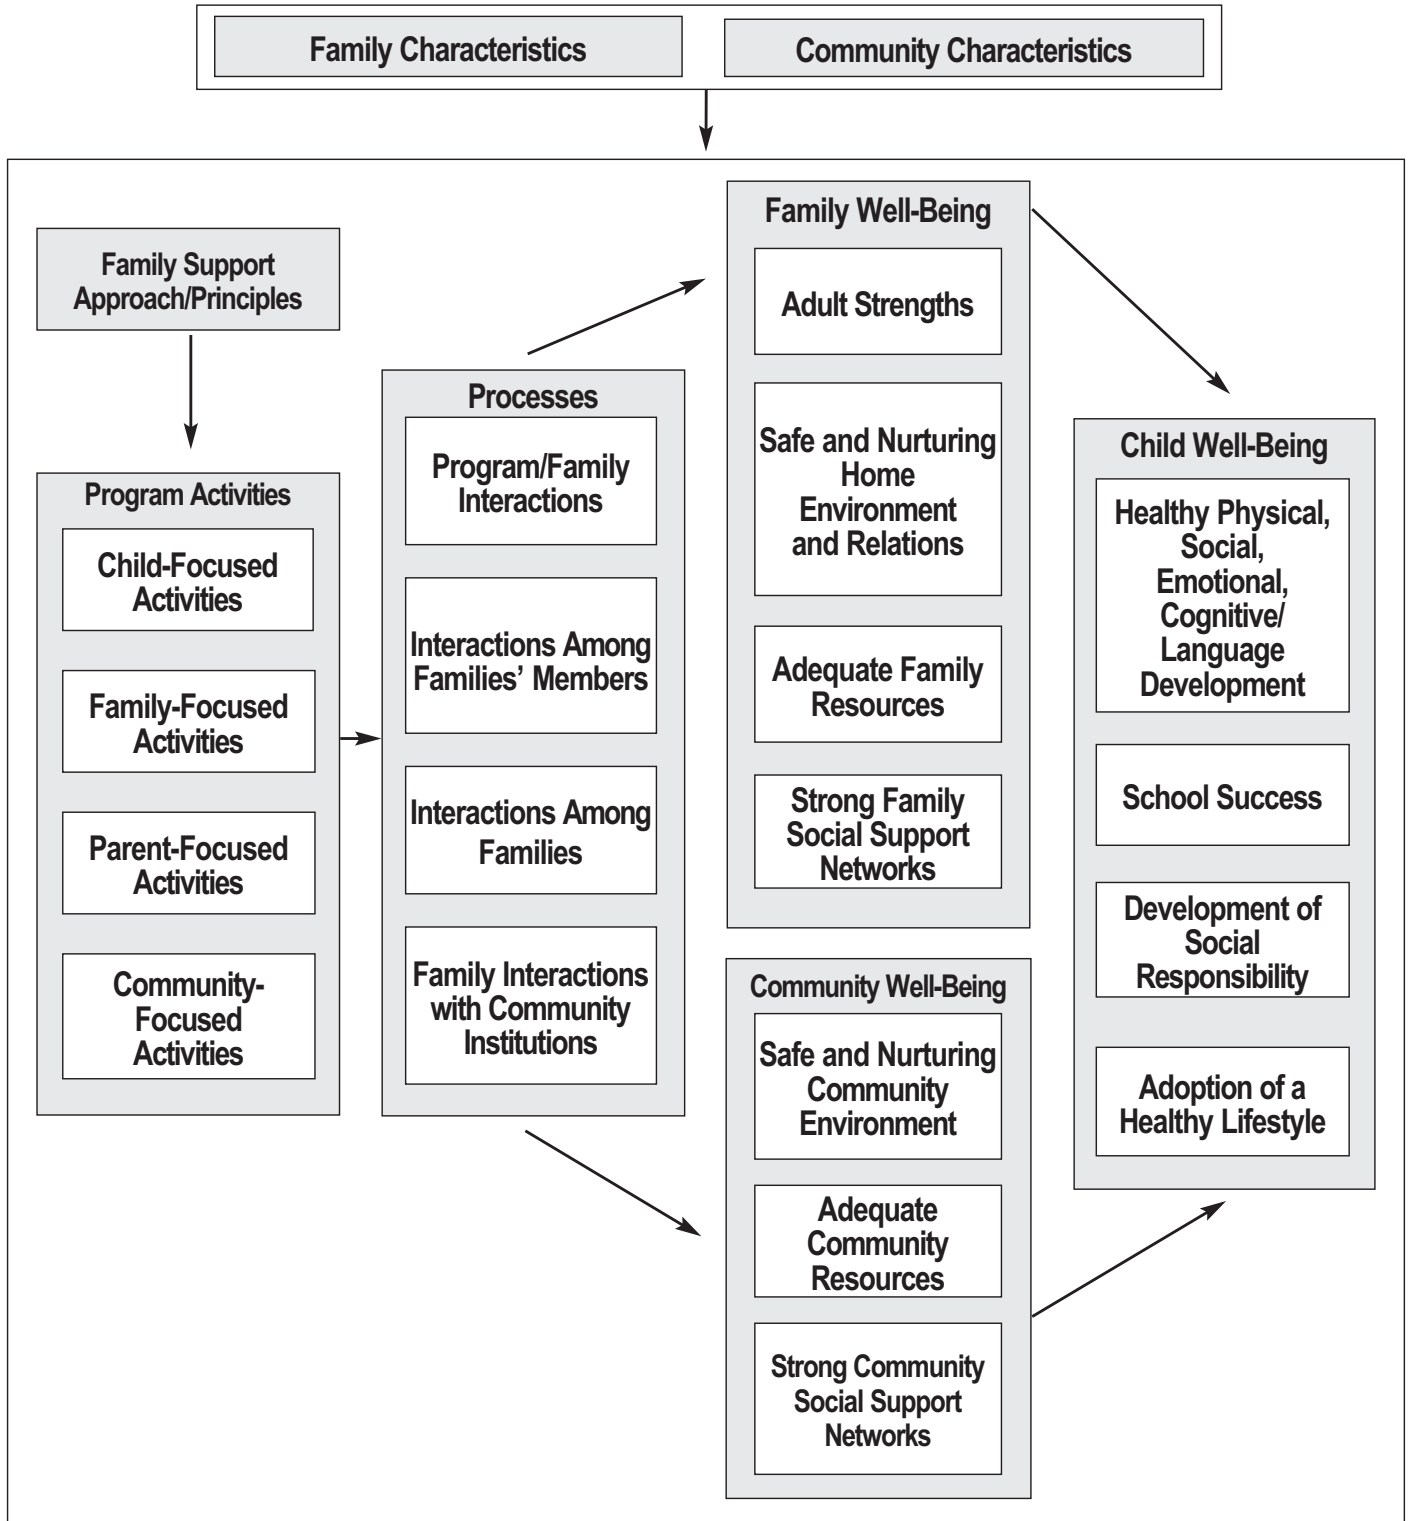 Family Characteristics
Community Characteristics
Family Support
Approach/Principles
Program Activities
Child-Focused
Activities
Family-Focused
Activities
Parent-Focused
Activities
Community-
Focused
Activities
Processes
Program/Family
Interactions
Interactions Among
Families’ Members
Interactions Among
Families
Family Interactions
with Community
Institutions
Family Well-Being
Adult Strengths
Safe and Nurturing
Home
Environment
and Relations
Adequate Family
Resources
Strong Family
Social Support
Networks
Community Well-Being
Safe and Nurturing
Community
Environment
Adequate
Community
Resources
Strong Community
Social Support
Networks
Child Well-Being
Healthy Physical,
Social,
Emotional,
Cognitive/
Language
Development
School Success
Development of
Social
Responsibility
Adoption of a
Healthy Lifestyle